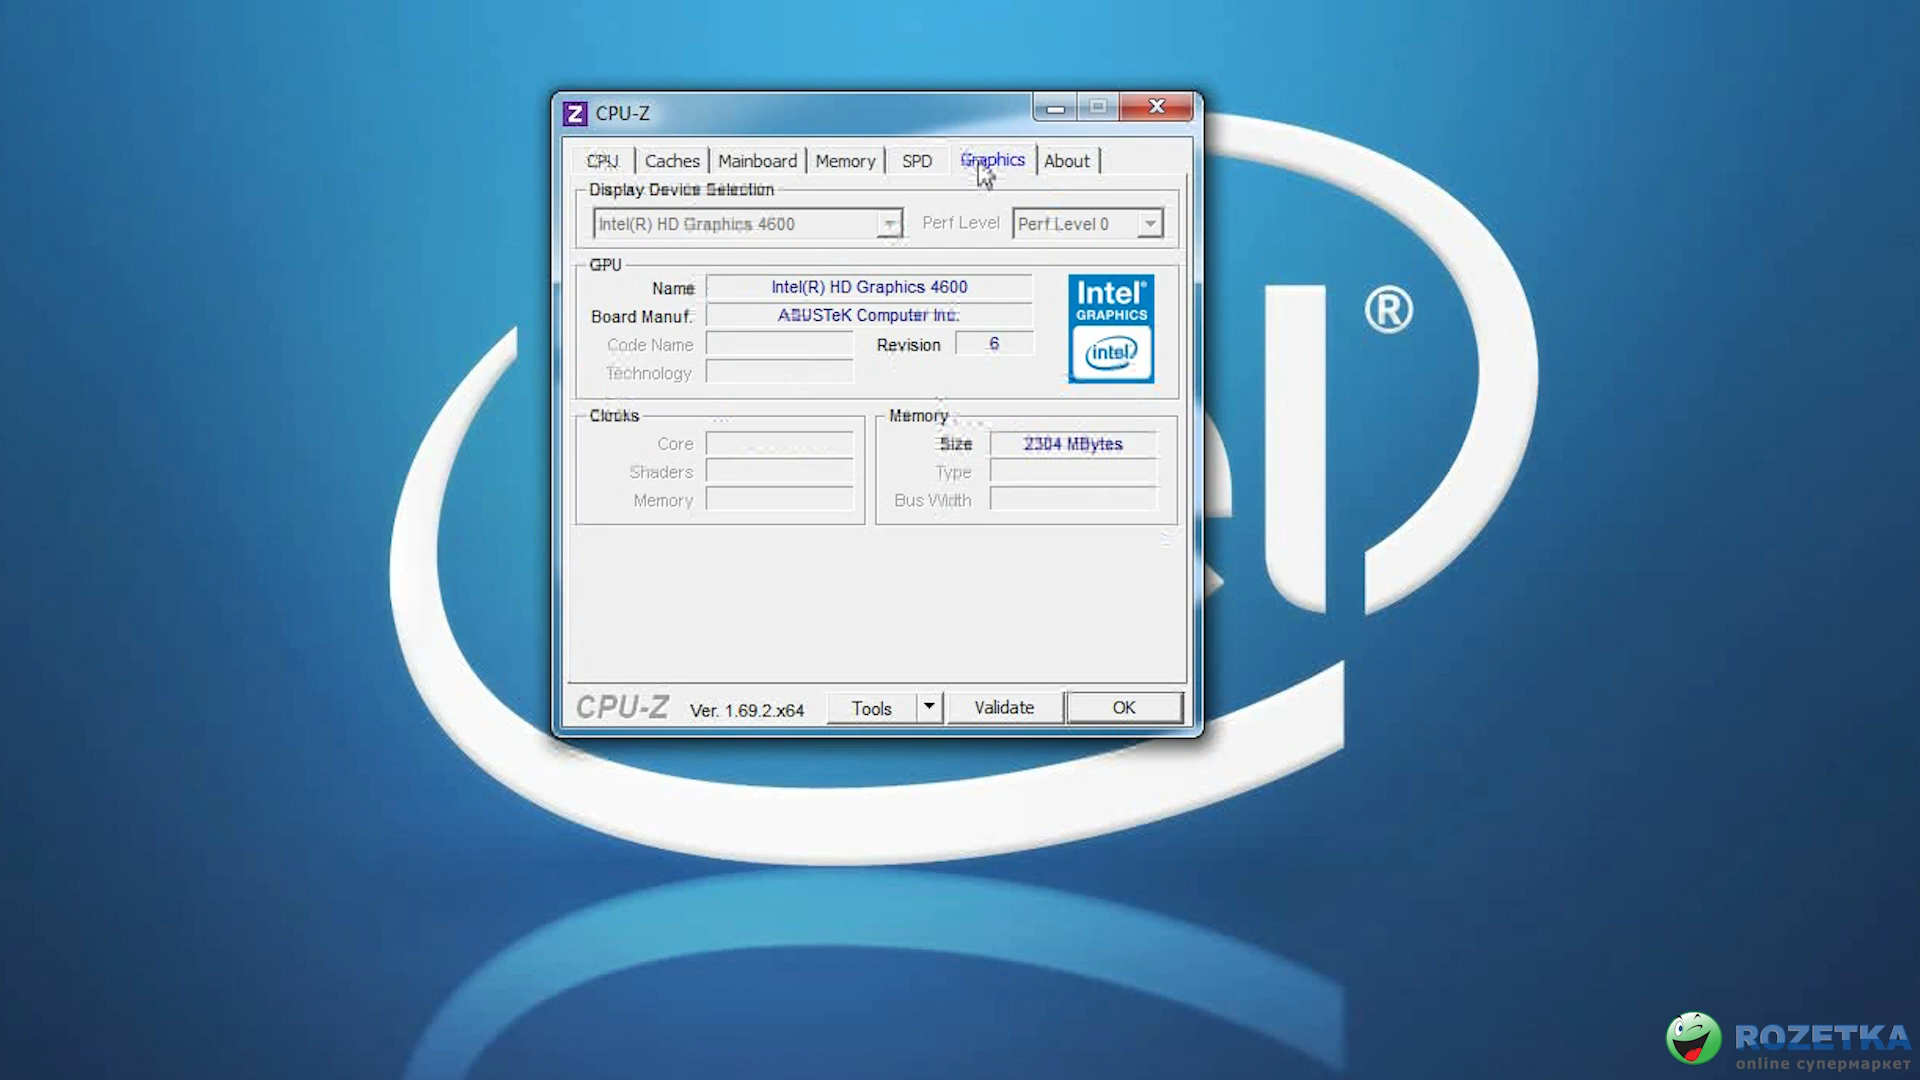 CPU-Z
CPU Caches Mainboard Memory SPD Graphics About
Display Device Selection
Intel(R) HD Graphics 4600 Perf Level Perf Level 0
GPU
Name Intel(R) HD Graphics 4600
Board Manuf. ASUSTeK Computer Inc.
Code Name Revision 6
Technology
Intel®
GRAPHICS
intel
Clocks
Core
Shaders
Memory
Memory
Size 2304 MBytes
Type
Bus Width
CPU-Z Ver. 1.69.2.x64 Tools Validate OK
®
ROZETKA
online супермаркет